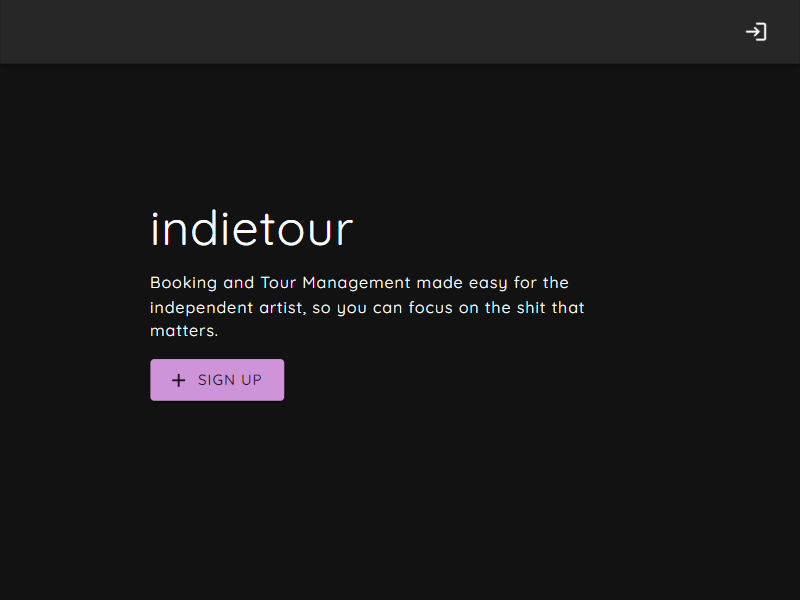 indietour
Booking and Tour Management made easy for the
independent artist, so you can focus on the shit that
matters.
SIGN UP